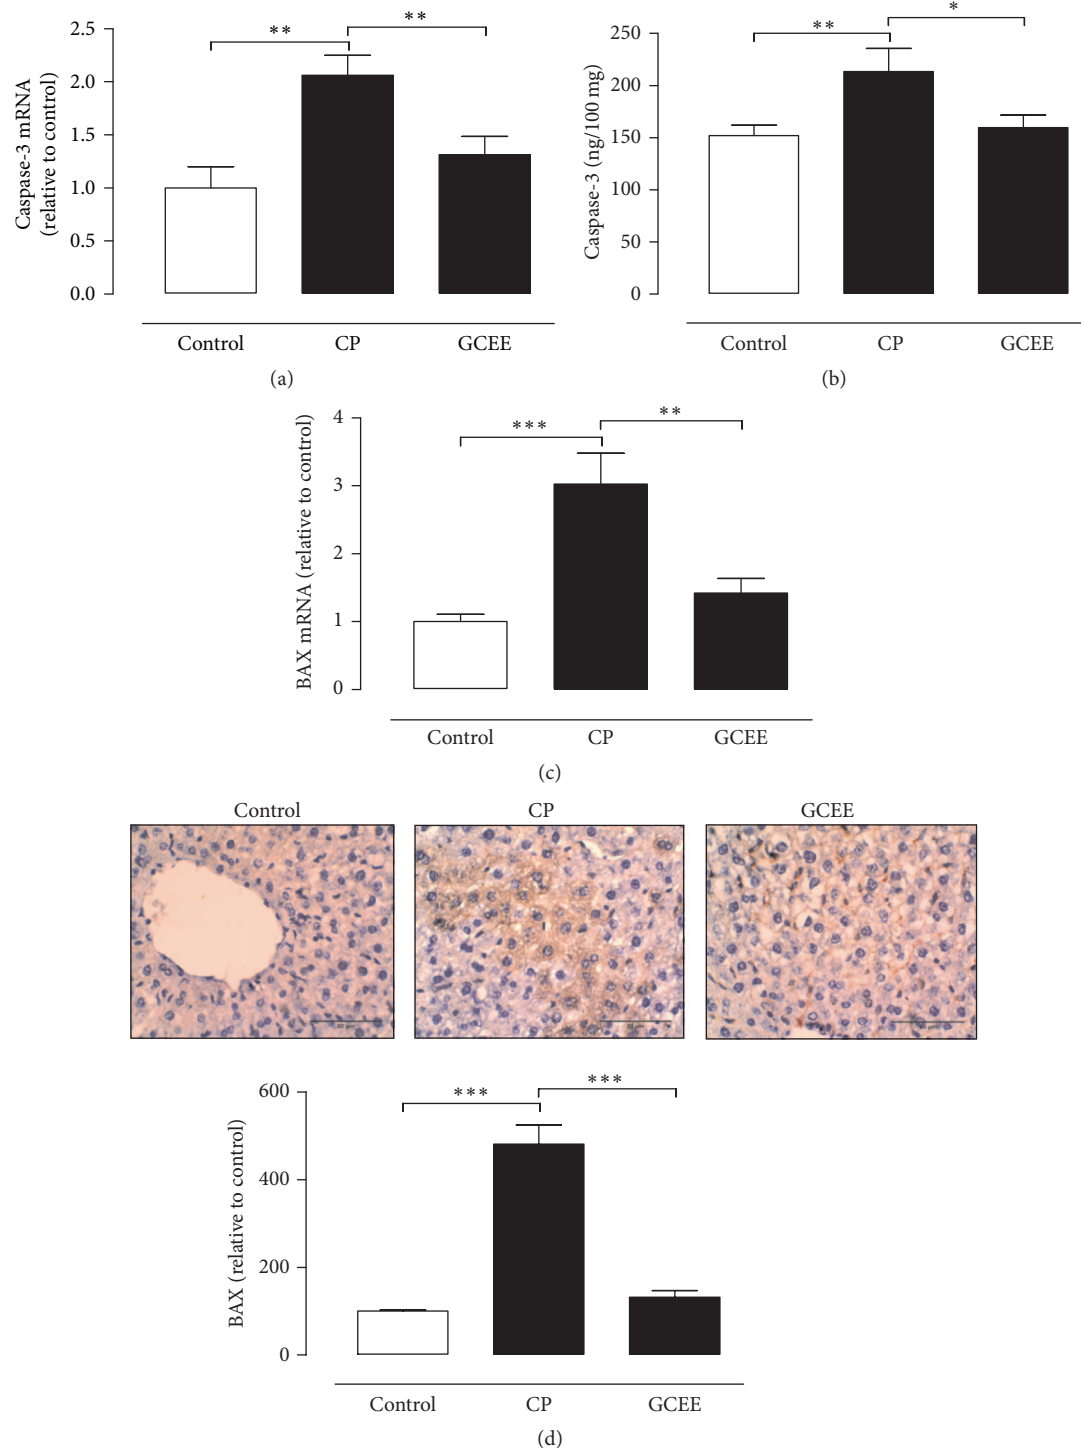 **
**
2.5
2.0
1.5
1.0
0.5
0.0
Caspase-3 mRNA
(relative to control)
Control
CP
GCEE
(a)
**
*
250
200
150
100
50
0
Caspase-3 (ng/100 mg)
Control
CP
GCEE
(b)
***
**
4
3
2
1
0
BAX mRNA (relative to control)
Control
CP
GCEE
(c)
Control
CP
GCEE
***
***
600
400
200
0
BAX (relative to control)
Control
CP
GCEE
(d)